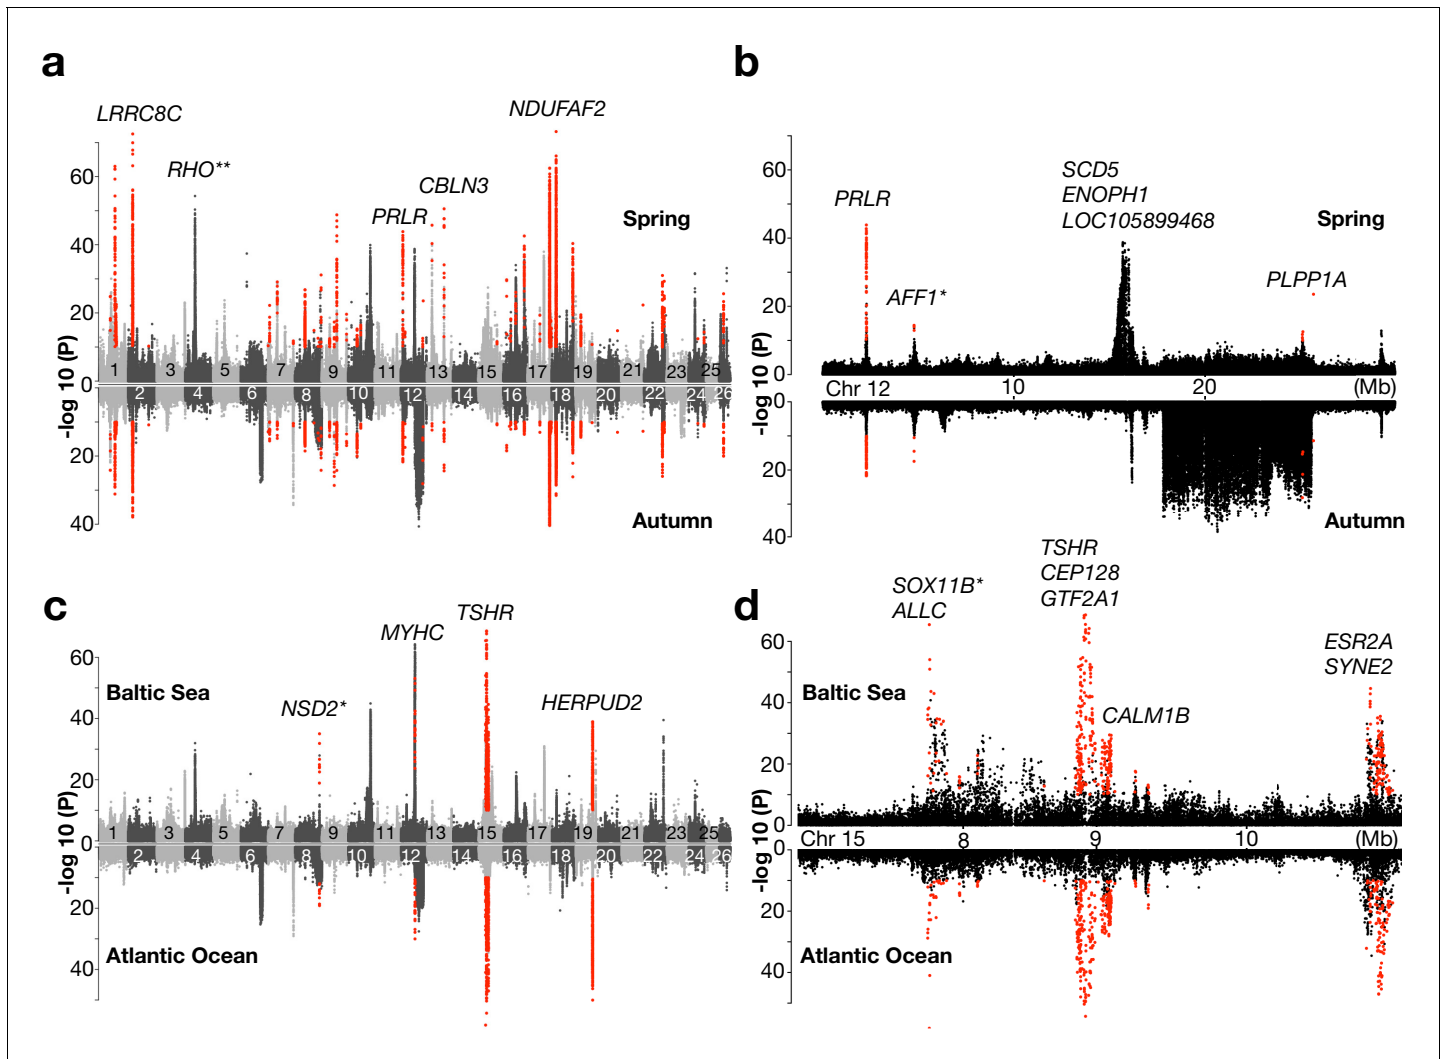 a
LRRC8C
RHO**
NDUFAF2
CBLN3
PRLR
Spring
60
40
20
0
20
40
-log 10 (P)
1 3 5 7 9 11 13 15 17 19 21 23 25
2 4 6 8 10 12 14 16 18 20 22 24 26
Autumn
b
PRLR
AFF1*
SCD5
ENOPH1
LOC105899468
Spring
PLPP1A
60
40
20
0
0
20
40
-log 10 (P)
Chr 12 10 20 (Mb)
Autumn
c
TSHR
MYHC
NSD2*
HERPUD2
Baltic Sea
60
40
20
0
20
40
-log 10 (P)
1 3 5 7 9 11 13 15 17 19 21 23 25
2 4 6 8 10 12 14 16 18 20 22 24 26
Atlantic Ocean
d
SOX11B*
ALLC
TSHR
CEP128
GTF2A1
CALM1B
ESR2A
SYNE2
Baltic Sea
60
40
20
0
0
20
40
-log 10 (P)
Chr 15 8 9 10 (Mb)
Atlantic Ocean